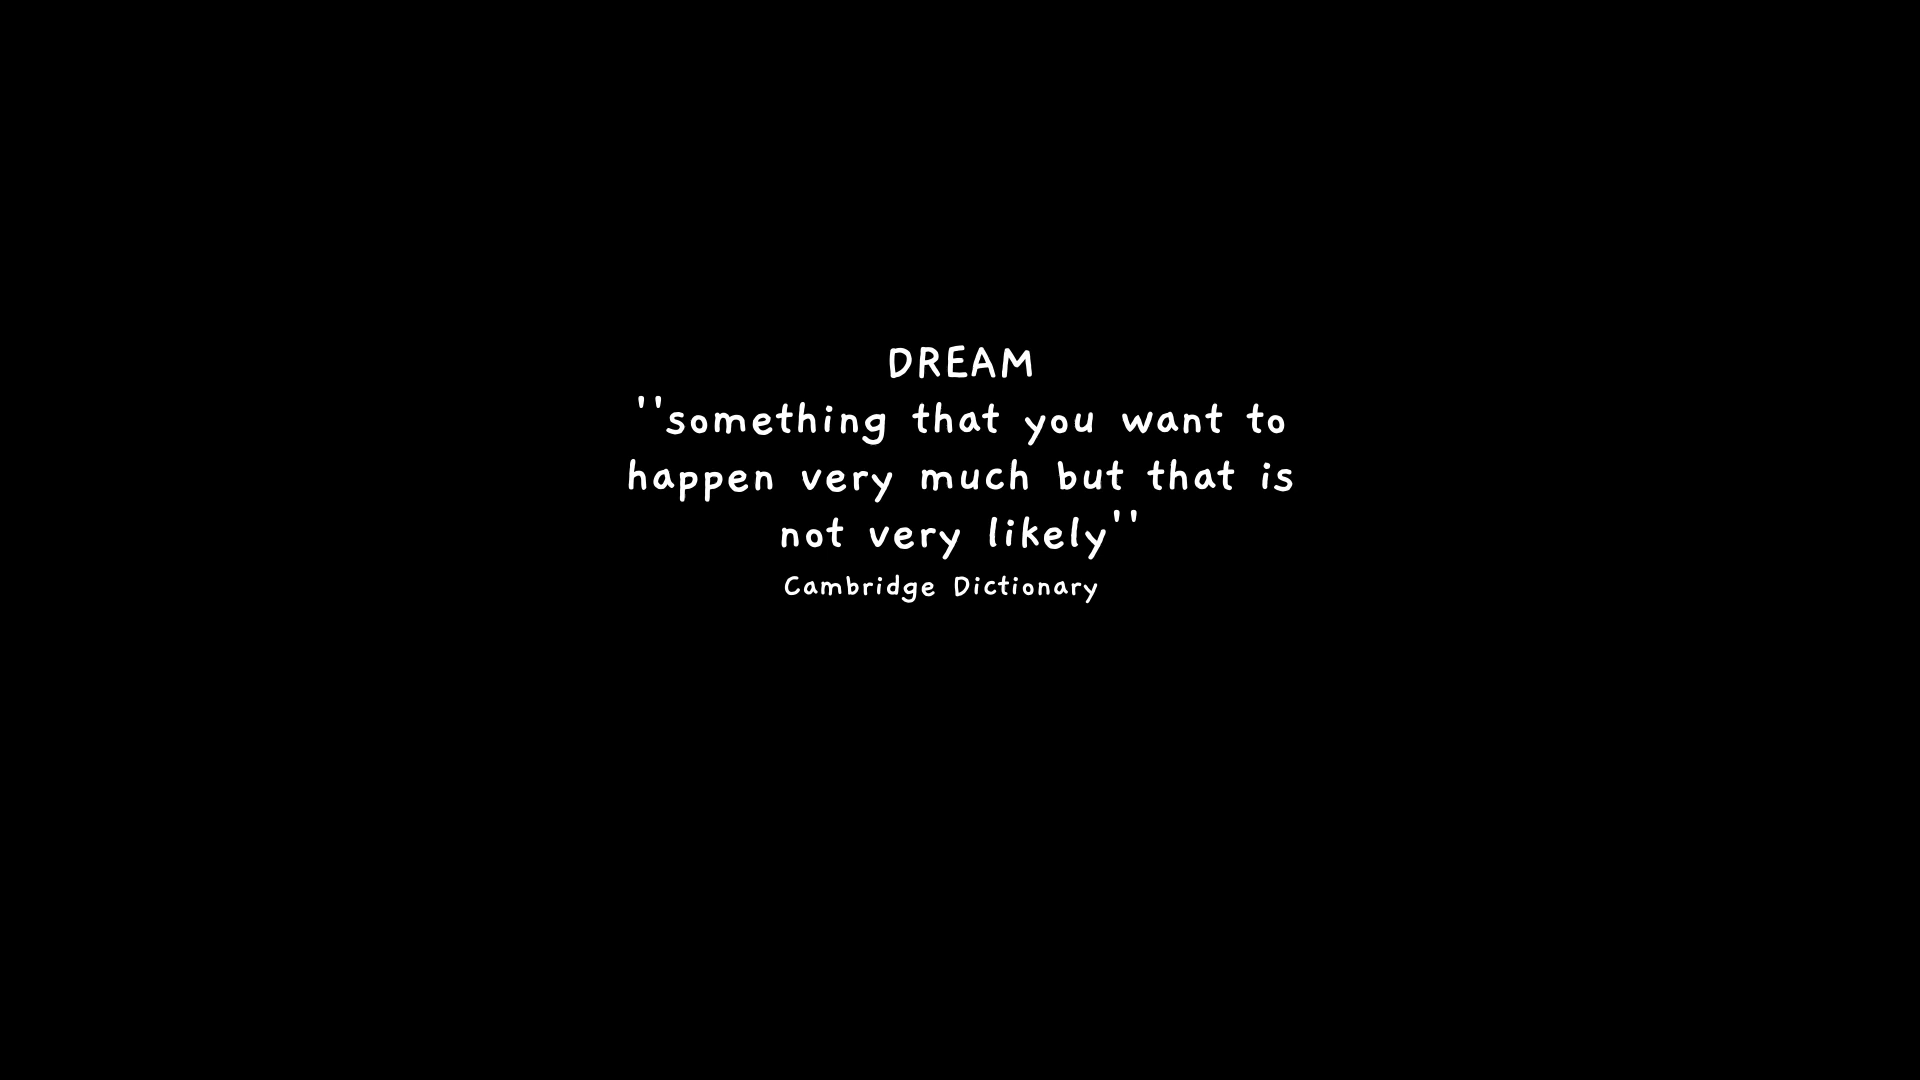 DREAM
''something that you want to
happen very much but that is
not very likely''
Cambridge Dictionary